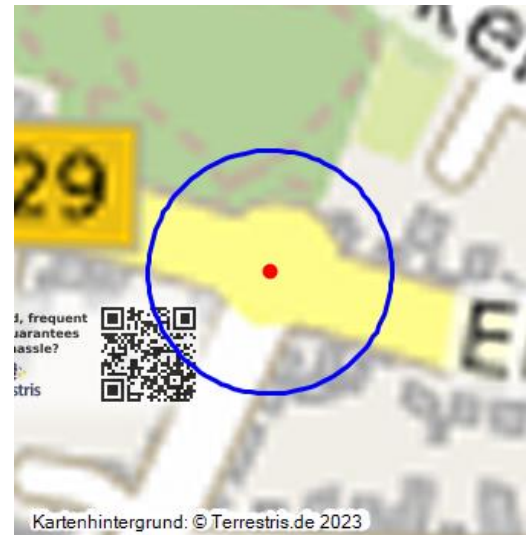 29
d, frequent
uarantees
hassle?
stris
Kartenhintergrund: © Terrestris.de 2023